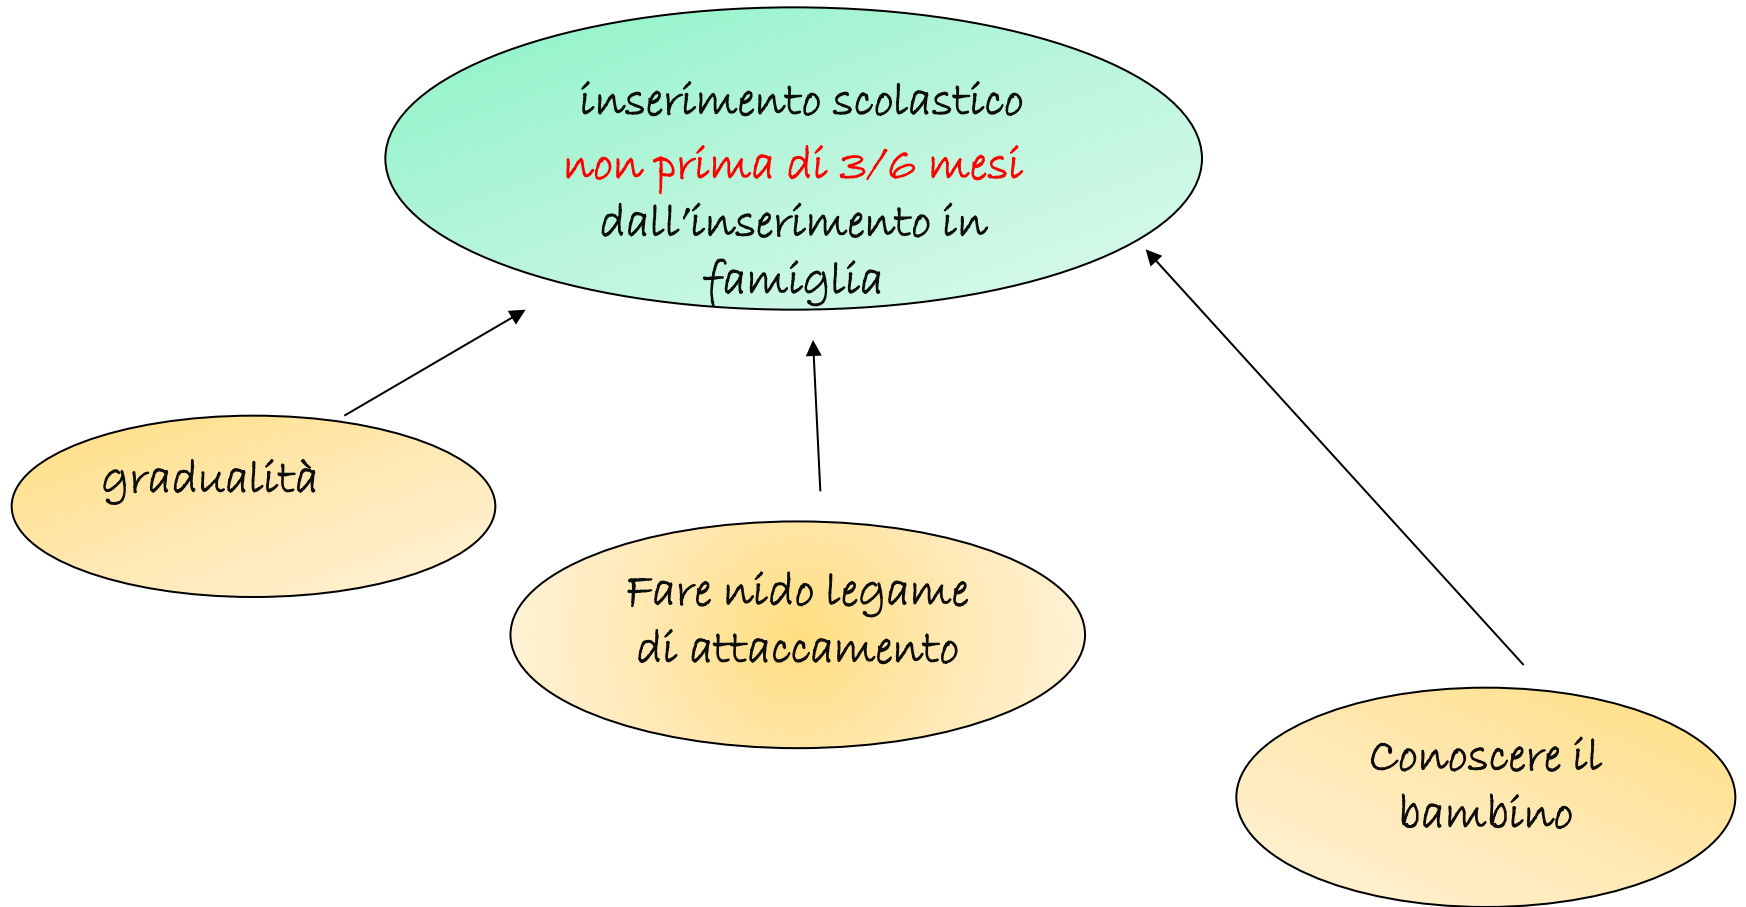 inserimento scolastico
non prima di 3/6 mesi
dall'inserimento in
famiglia
gradualità
Fare nido legame
di attaccamento
Conoscere il
bambino